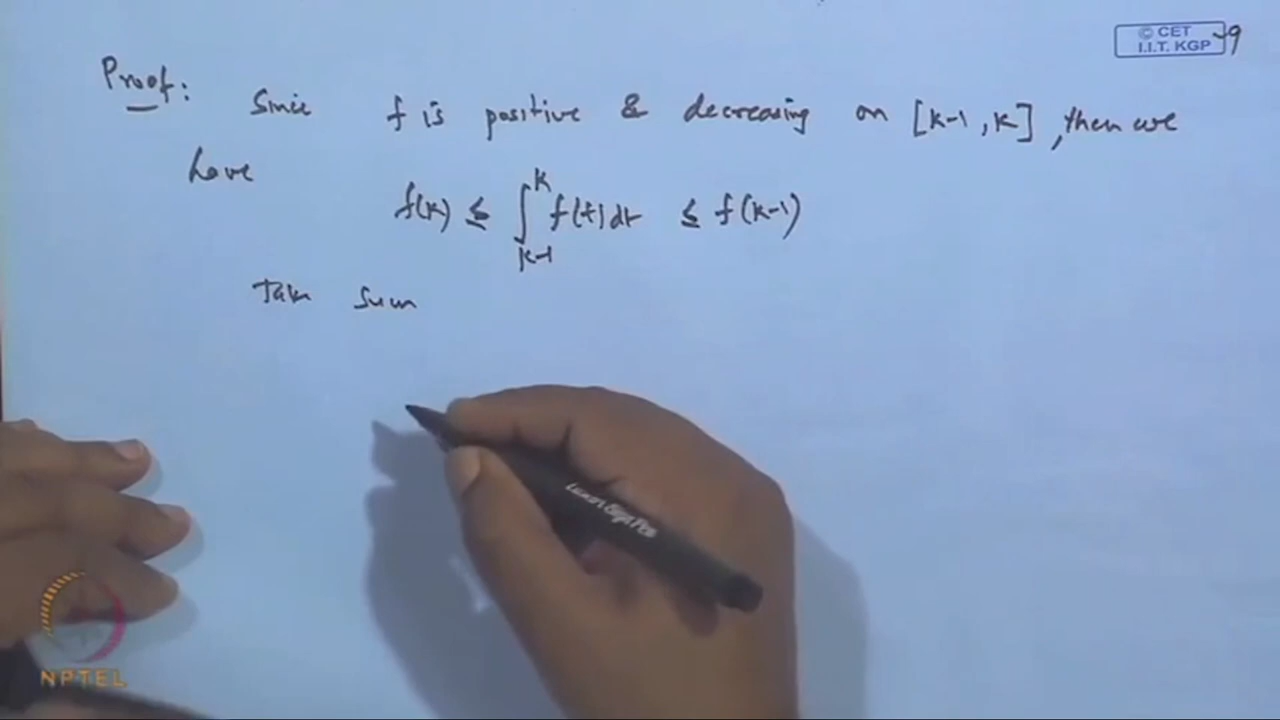 © CET
I.I.T. KGP
Proof: Since f is positive & decreasing on [k-1, k], then we
have
f(k) ≤ ∫_{k-1}^{k} f(t) dt ≤ f(k-1)
Take sum
NPTEL